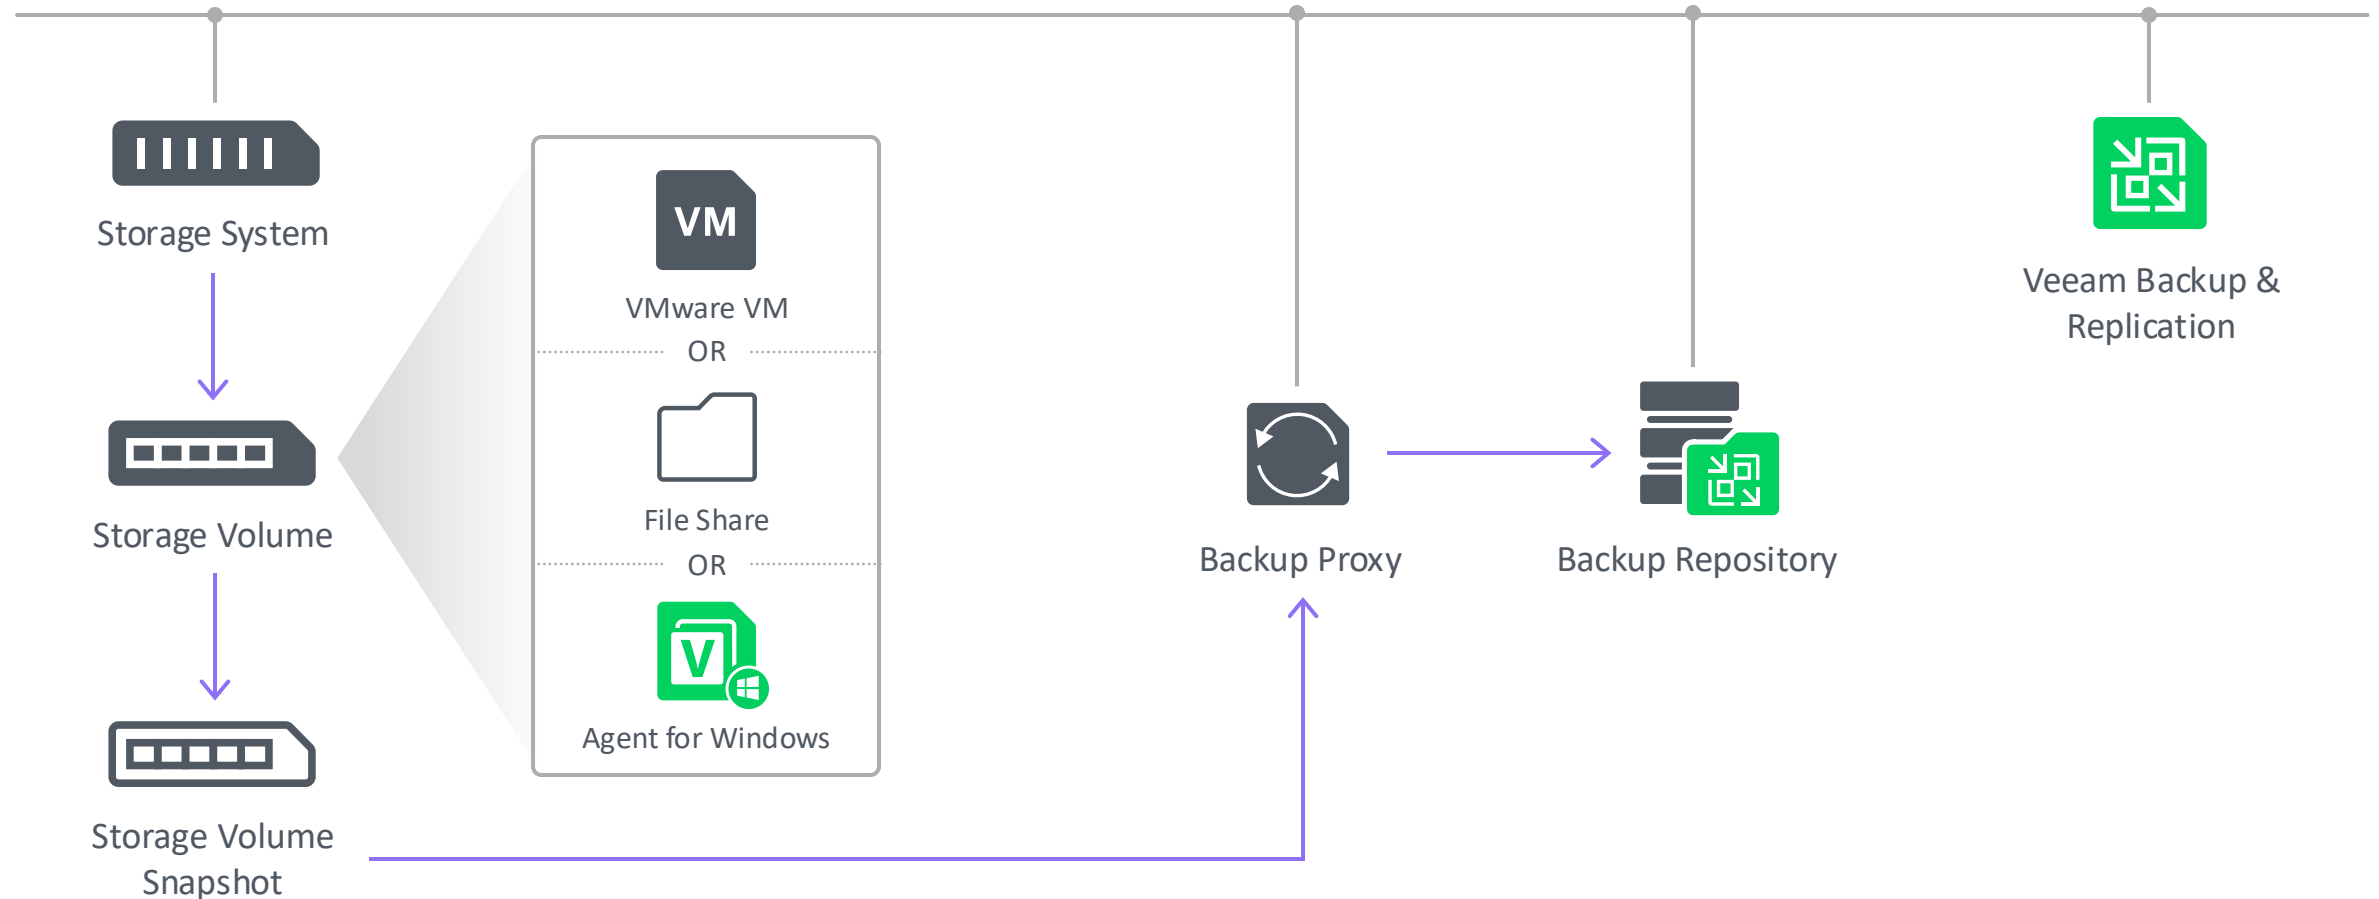 Storage System
VM
VMware VM
OR
File Share
OR
V
Agent for Windows
Storage Volume
Storage Volume
Snapshot
Backup Proxy
Backup Repository
Veeam Backup &
Replication